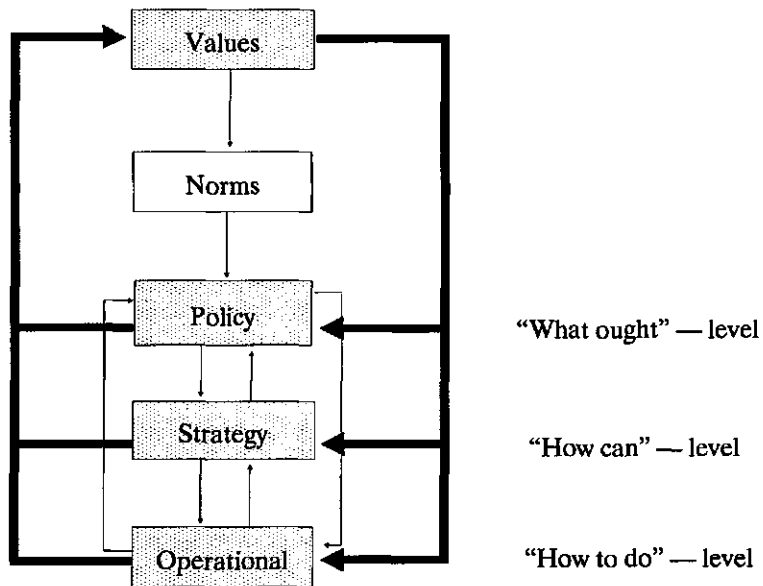 Values
Norms
Policy
“What ought” — level
Strategy
“How can” — level
Operational
“How to do” — level